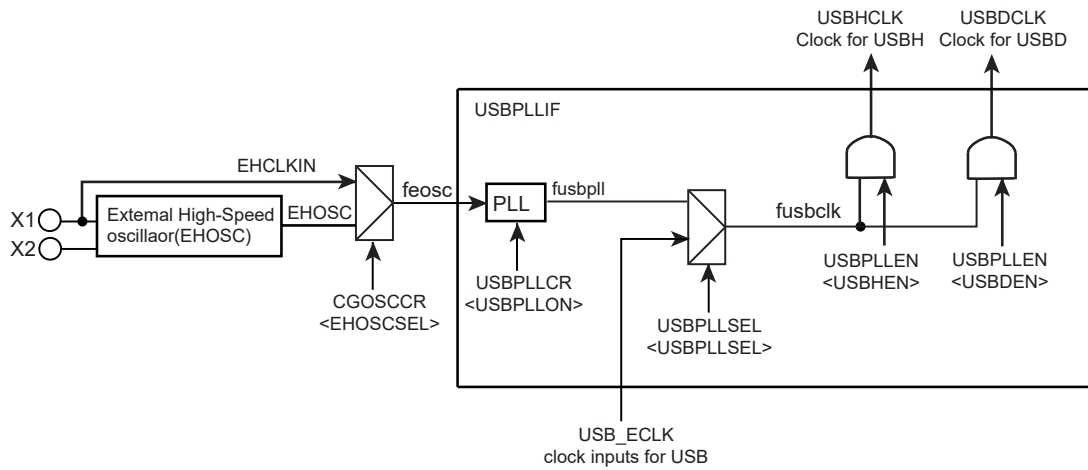 USBHCLK
Clock for USBH
USBDCLK
Clock for USBD
USBPLLIF
EHCLKIN
X1
X2
External High-Speed
oscillaor(EHOSC)
EHOSC
feosc
PLL
fusbpll
fusbclk
CGOSCCR
<EHOSCSEL>
USBPLLCR
<USBPLLON>
USBPLLSEL
<USBPLLSEL>
USBPLLEN
<USBHEN>
USBPLLEN
<USBDEN>
USB_ECLK
clock inputs for USB